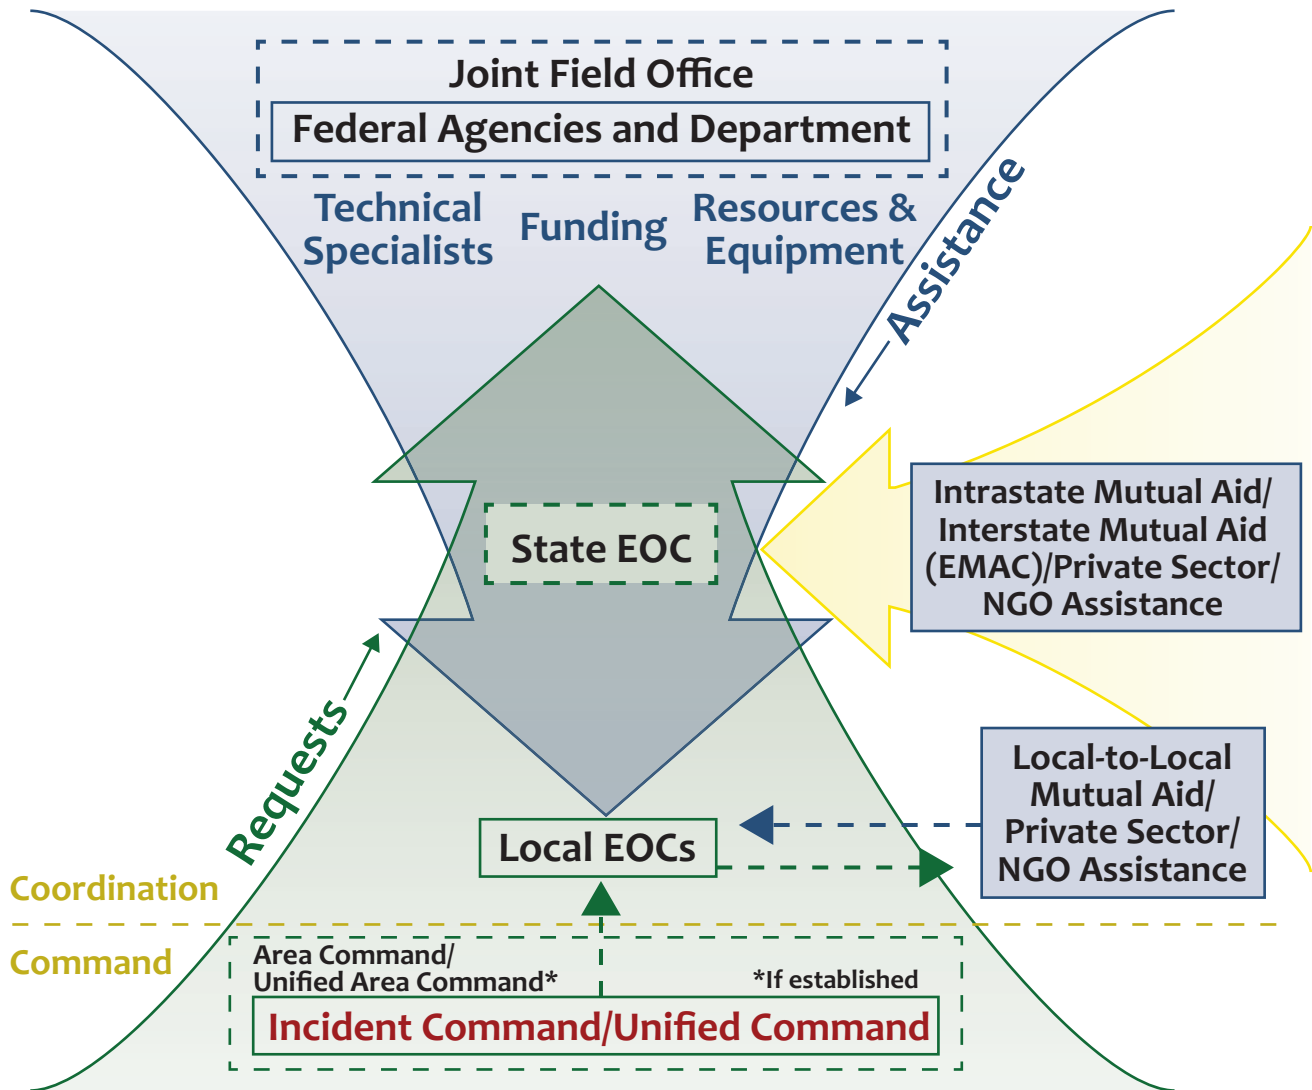 Joint Field Office
Federal Agencies and Department
Technical
Specialists
Funding
Resources &
Equipment
Assistance
Intrastate Mutual Aid/
Interstate Mutual Aid
(EMAC)/Private Sector/
NGO Assistance
State EOC
Requests
Local-to-Local
Mutual Aid/
Private Sector/
NGO Assistance
Local EOCs
Coordination
Command
Area Command/
Unified Area Command*
*If established
Incident Command/Unified Command